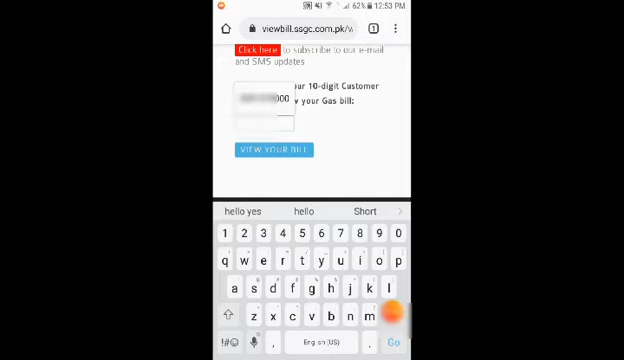 62% 12:53 PM
viewbill.ssgc.com.pk/v 1
Click here to subscribe to our e-mail
and SMS updates
our 10-digit Customer
000 w your Gas bill:
VIEW YOUR BILL
hello yes hello Short
1 2 3 4 5 6 7 8 9 0
q w e r t y u i o p
a s d f g h j k l
z x c v b n m
!#☺ , English (US) . Go